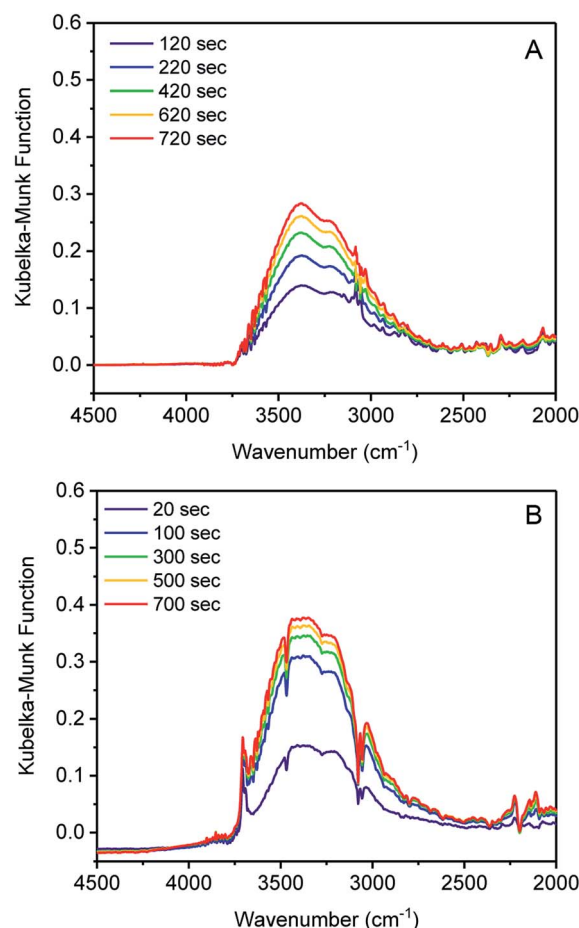 A
120 sec
220 sec
420 sec
620 sec
720 sec
Kubelka-Munk Function
0.6
0.5
0.4
0.3
0.2
0.1
0.0
4500 4000 3500 3000 2500 2000
Wavenumber (cm⁻¹)
B
20 sec
100 sec
300 sec
500 sec
700 sec
Kubelka-Munk Function
0.6
0.5
0.4
0.3
0.2
0.1
0.0
4500 4000 3500 3000 2500 2000
Wavenumber (cm⁻¹)